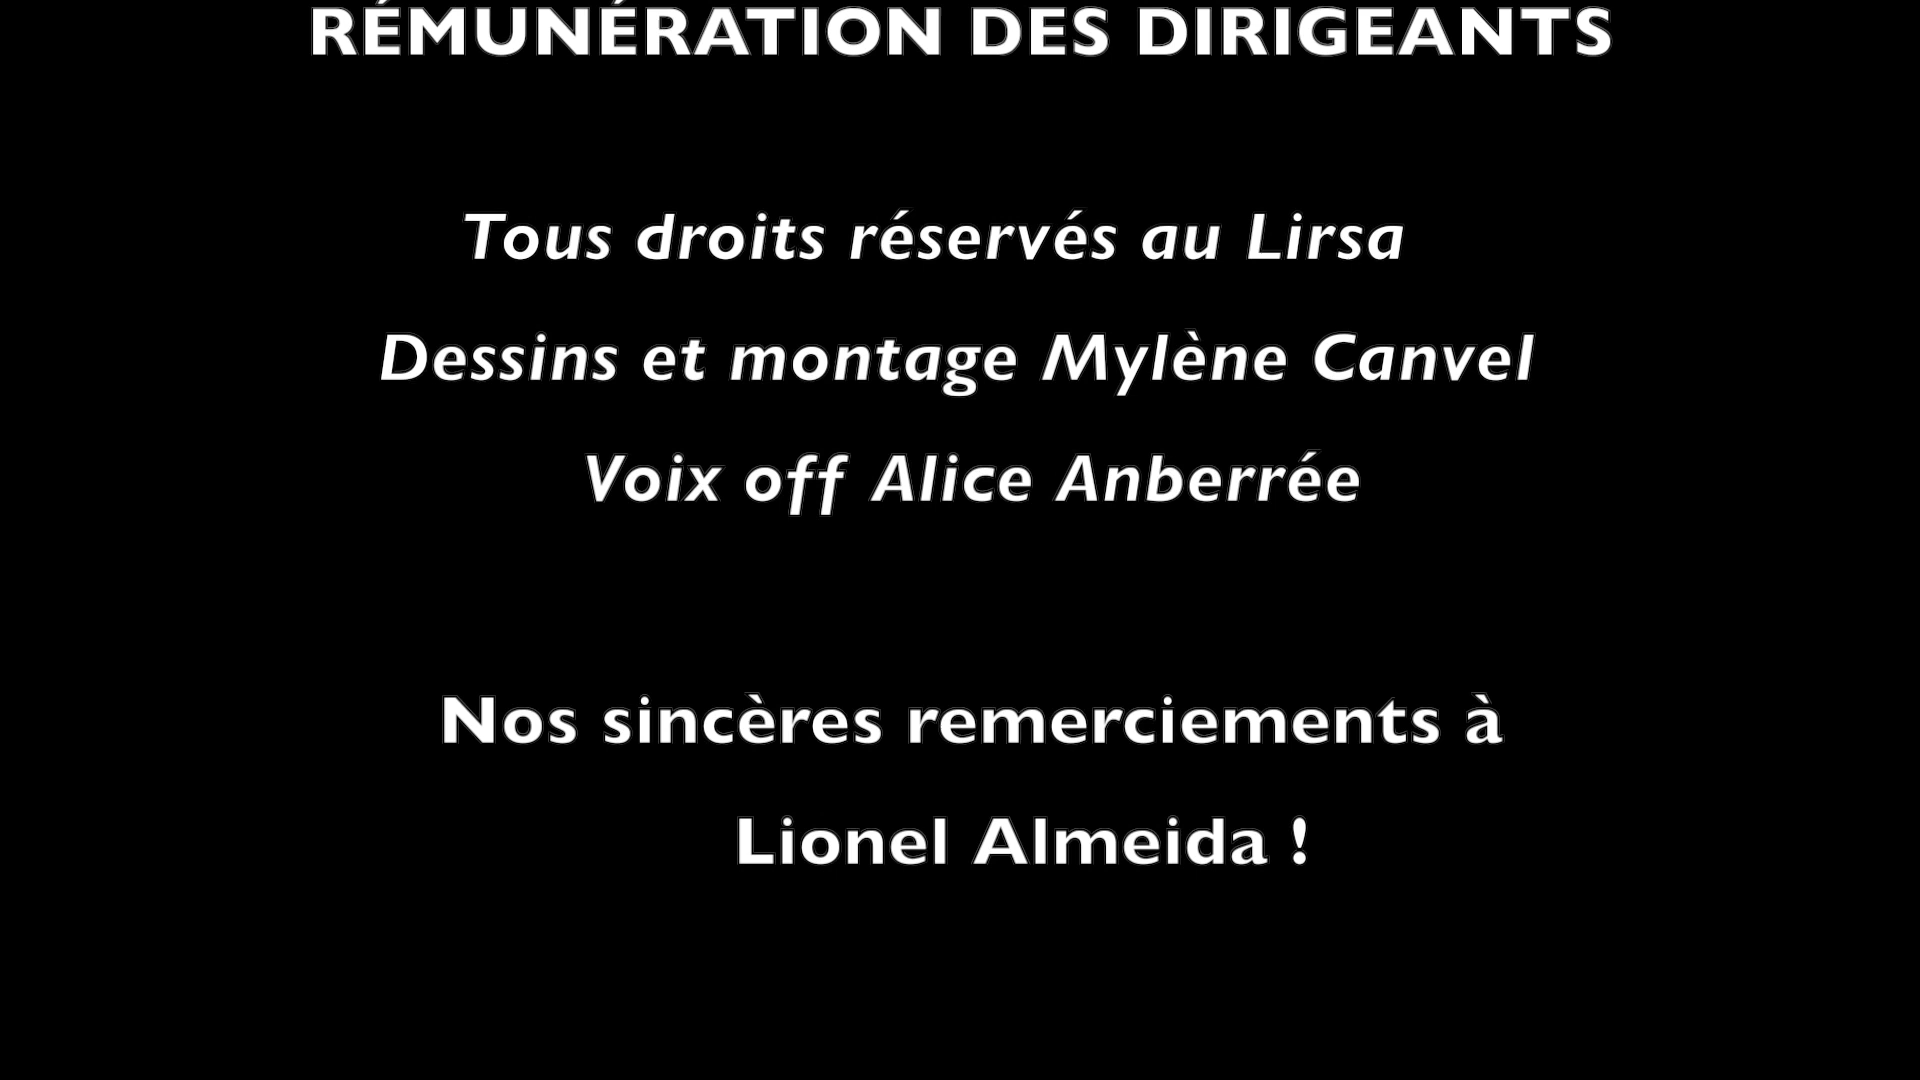 RÉMUNÉRATION DES DIRIGEANTS
Tous droits réservés au Lirsa
Dessins et montage Mylène Canvel
Voix off Alice Anberrée
Nos sincères remerciements à
Lionel Almeida !